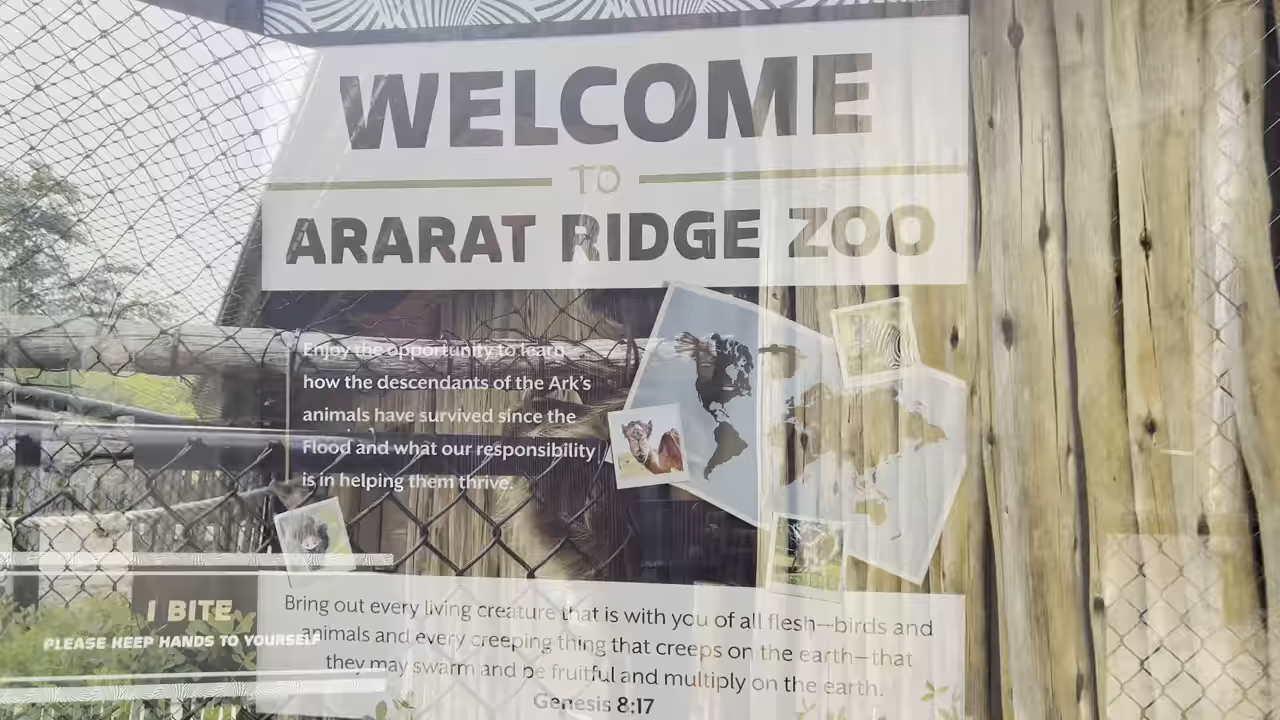 WELCOME
TO
ARARAT RIDGE ZOO
Enjoy the opportunity to learn
how the descendants of the Ark's
animals have survived since the
Flood and what our responsibility
is in helping them thrive.
I BITE
PLEASE KEEP HANDS TO YOURSELF
Bring out every living creature that is with you of all flesh—birds and
animals and every creeping thing that creeps on the earth—that
they may swarm and be fruitful and multiply on the earth.
Genesis 8:17